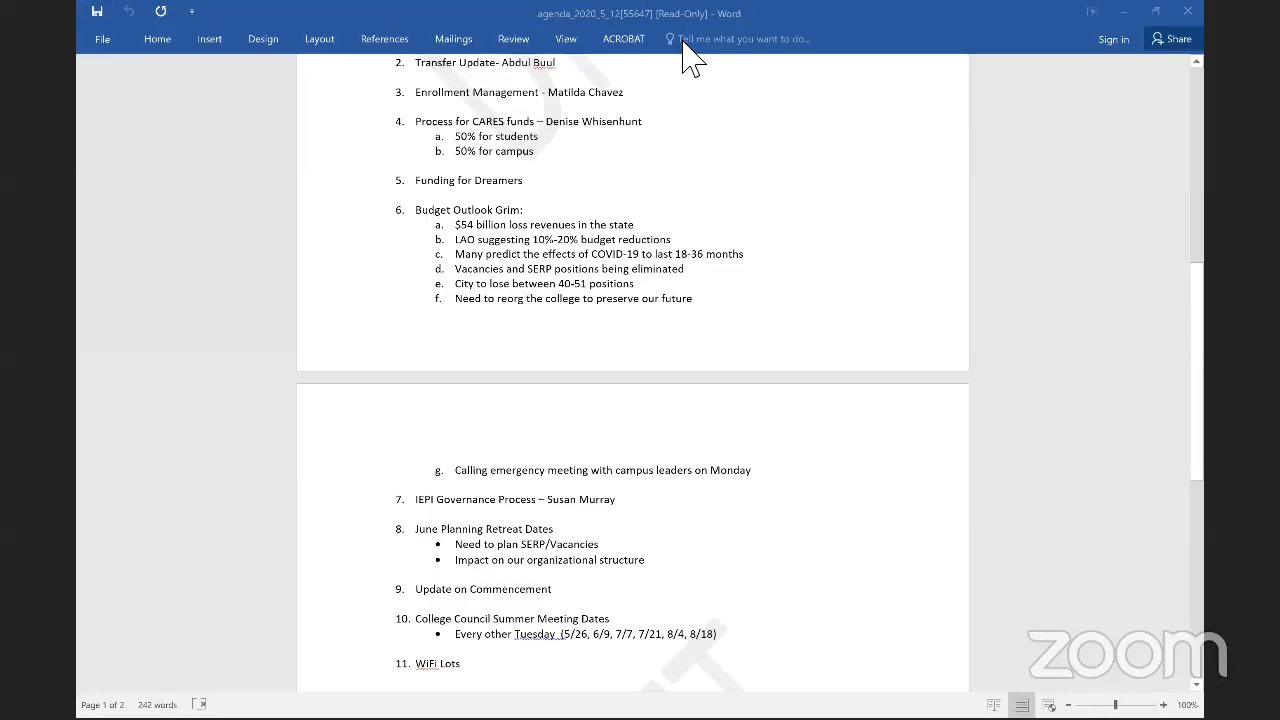 agenda_2020_5_12[55647] [Read-Only] - Word
File Home Insert Design Layout References Mailings Review View ACROBAT Tell me what you want to do... Sign in Share
2. Transfer Update- Abdul Buul
3. Enrollment Management - Matilda Chavez
4. Process for CARES funds – Denise Whisenhunt
a. 50% for students
b. 50% for campus
5. Funding for Dreamers
6. Budget Outlook Grim:
a. $54 billion loss revenues in the state
b. LAO suggesting 10%-20% budget reductions
c. Many predict the effects of COVID-19 to last 18-36 months
d. Vacancies and SERP positions being eliminated
e. City to lose between 40-51 positions
f. Need to reorg the college to preserve our future
g. Calling emergency meeting with campus leaders on Monday
7. IEPI Governance Process – Susan Murray
8. June Planning Retreat Dates
• Need to plan SERP/Vacancies
• Impact on our organizational structure
9. Update on Commencement
10. College Council Summer Meeting Dates
• Every other Tuesday (5/26, 6/9, 7/7, 7/21, 8/4, 8/18)
11. WiFi Lots
zoom
Page 1 of 2 242 words 100%